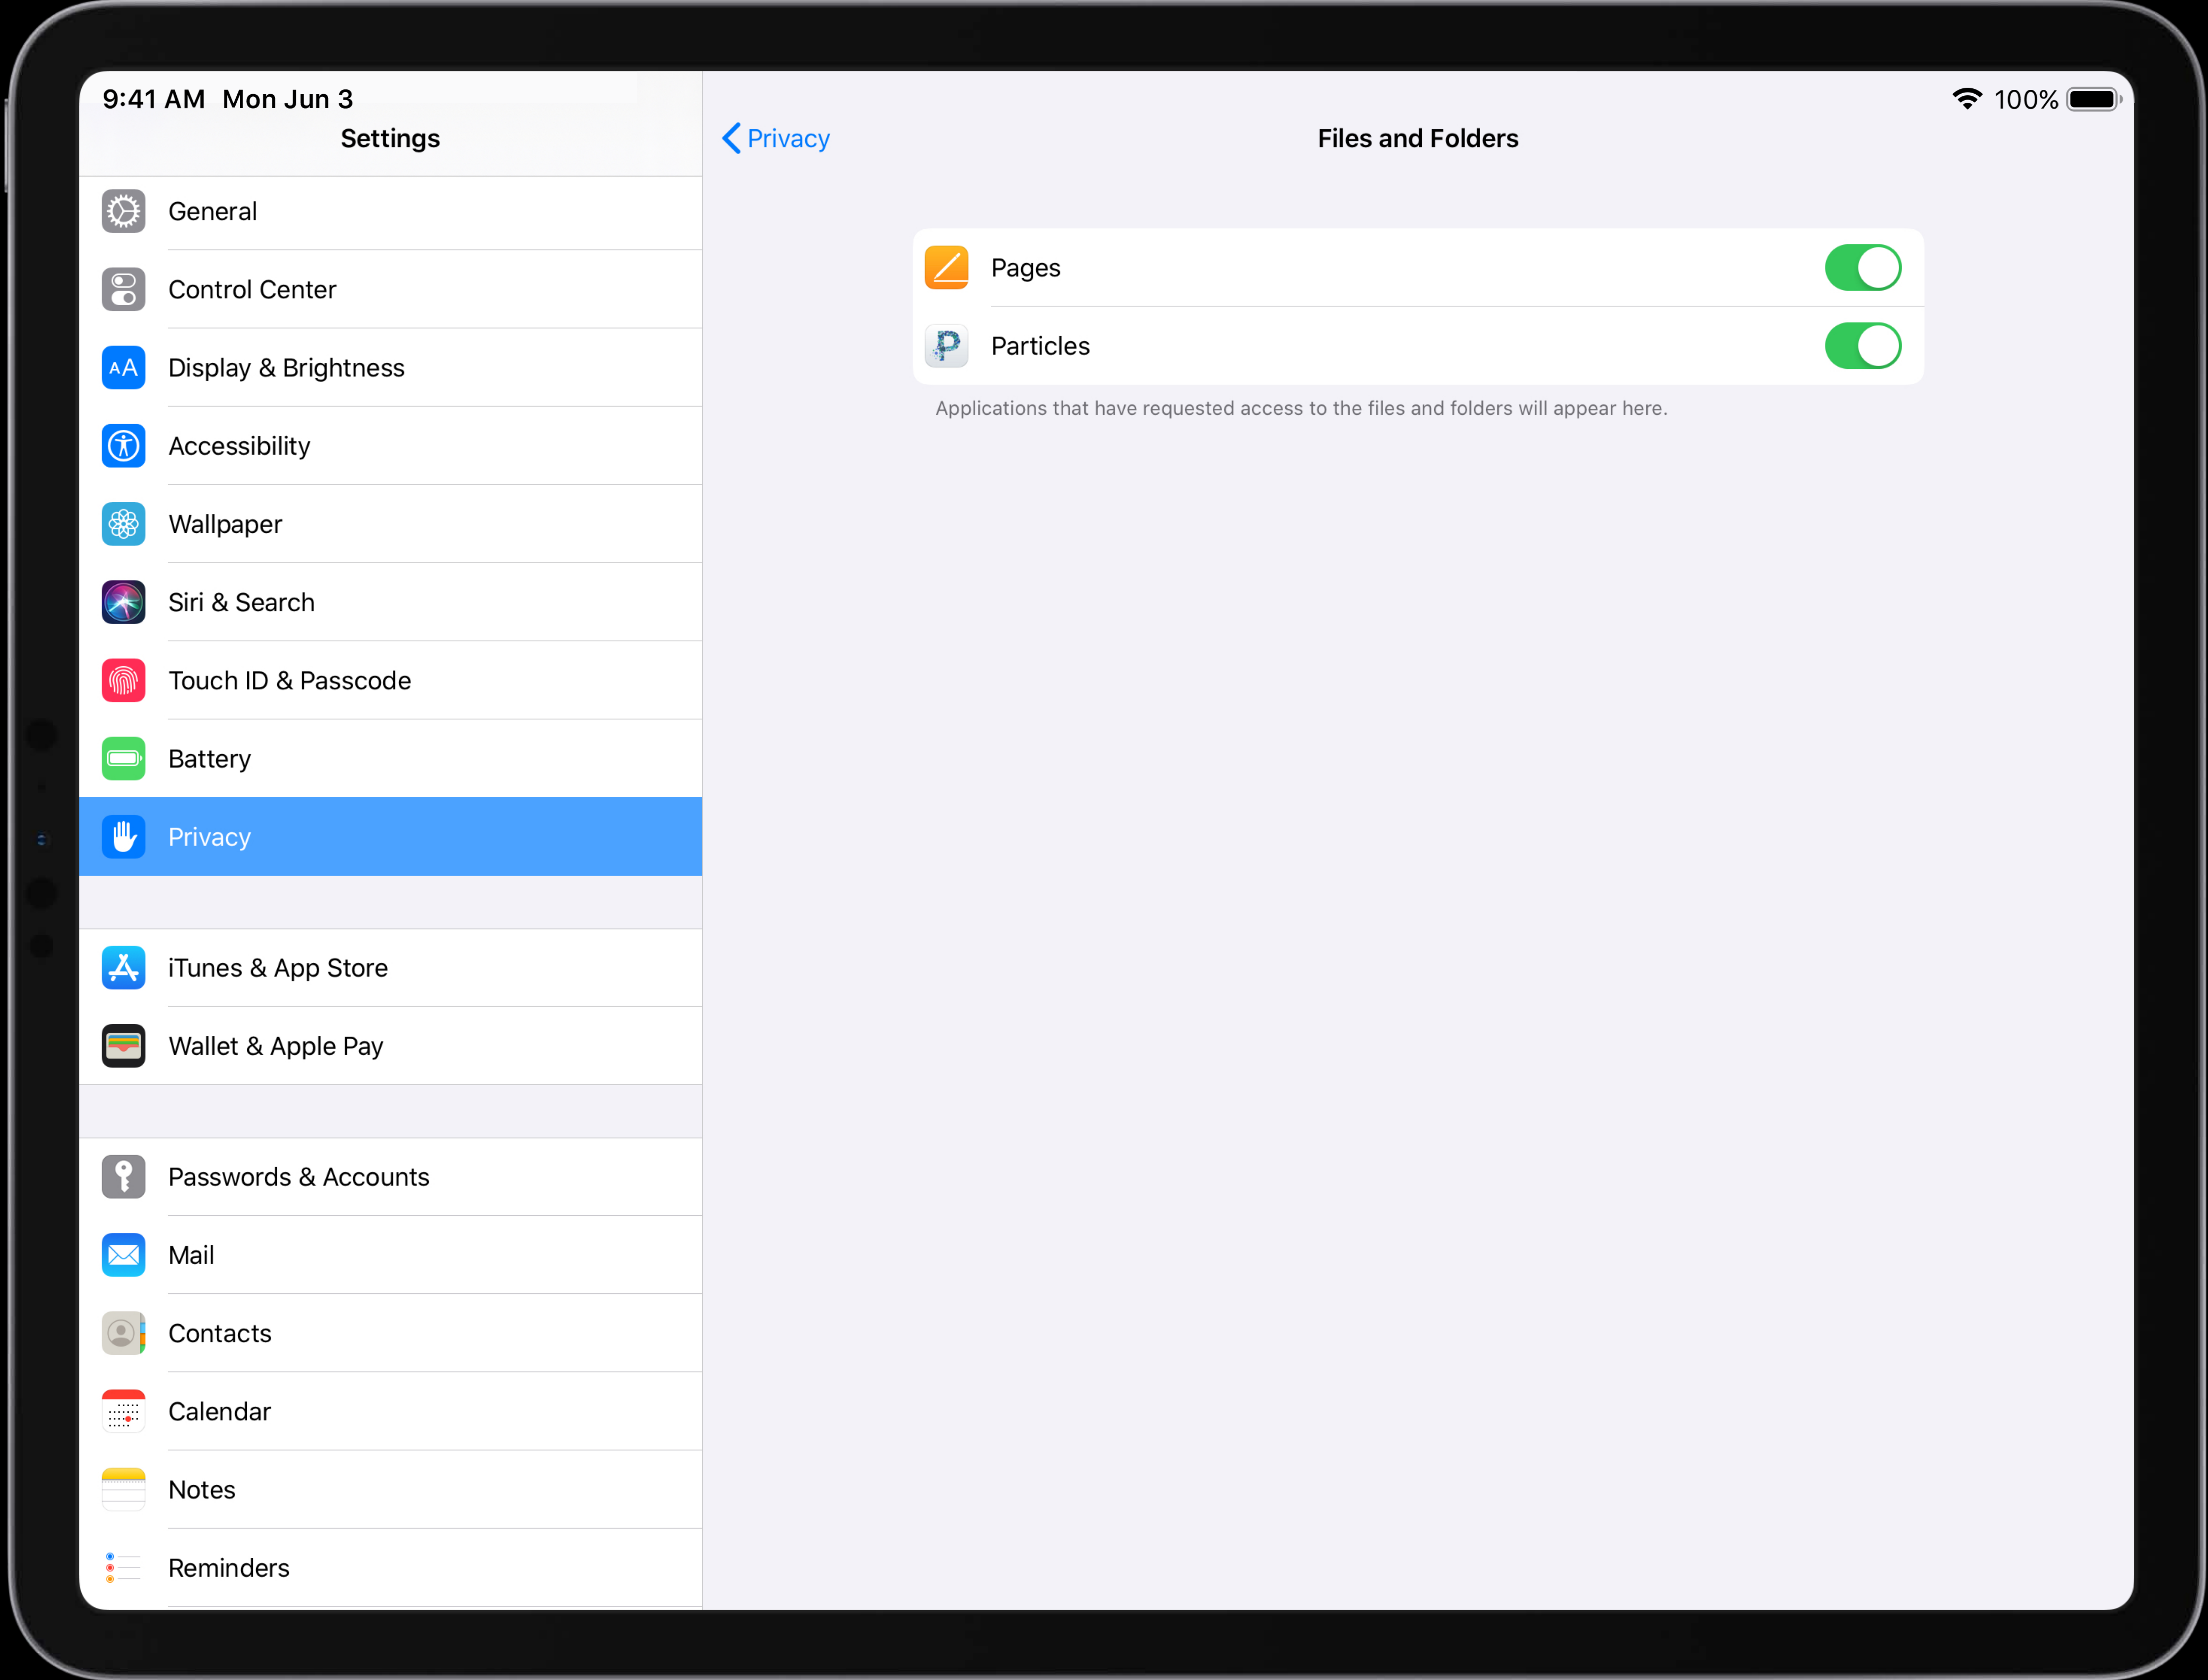 9:41 AM Mon Jun 3
100%
Settings
General
Control Center
AA Display & Brightness
Accessibility
Wallpaper
Siri & Search
Touch ID & Passcode
Battery
Privacy
iTunes & App Store
Wallet & Apple Pay
Passwords & Accounts
Mail
Contacts
Calendar
Notes
Reminders
Privacy
Files and Folders
Pages
P Particles
Applications that have requested access to the files and folders will appear here.